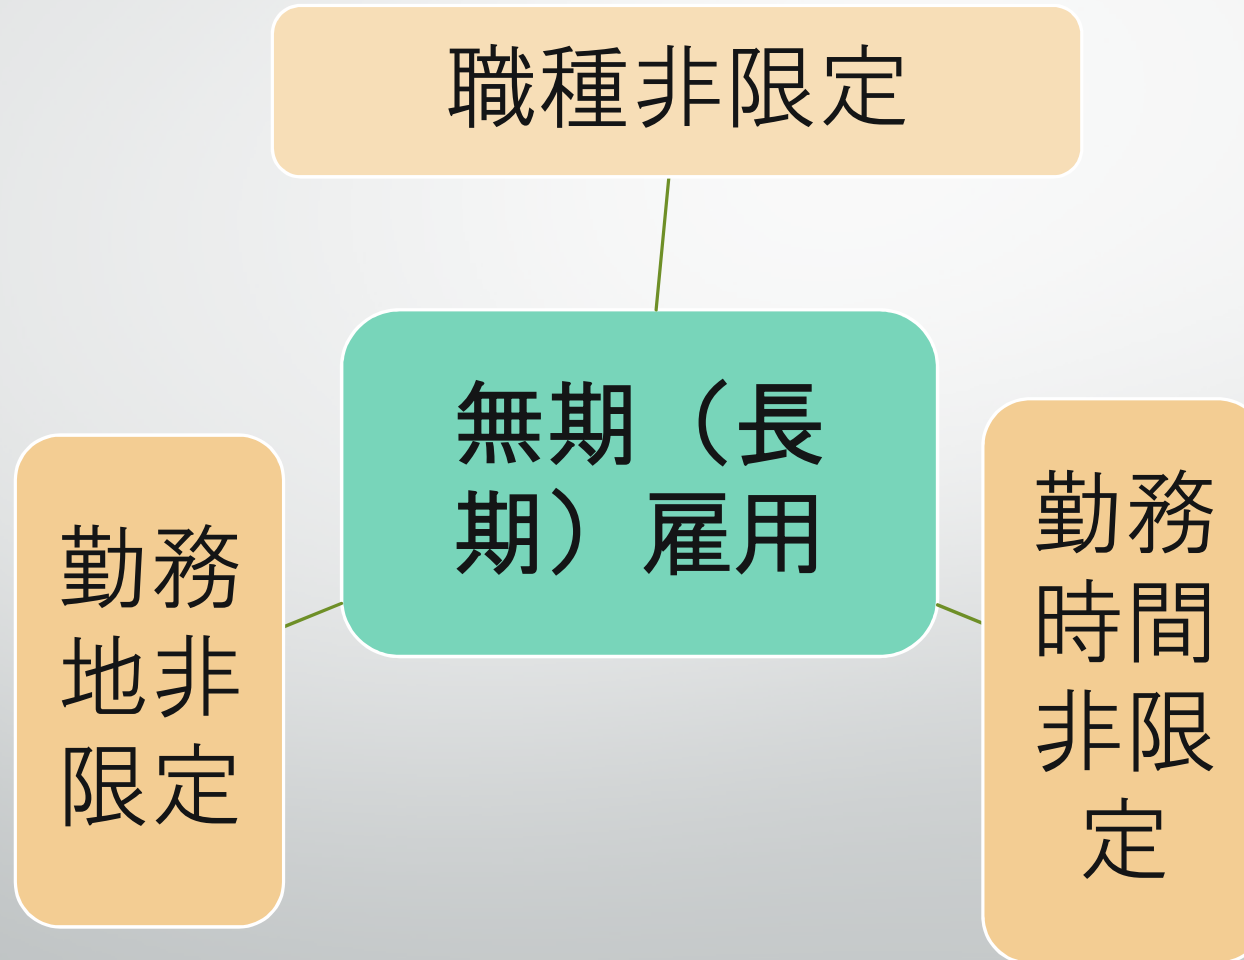 職種非限定
無期（長
期）雇用
勤務
地非
限定
勤務
時間
非限
定